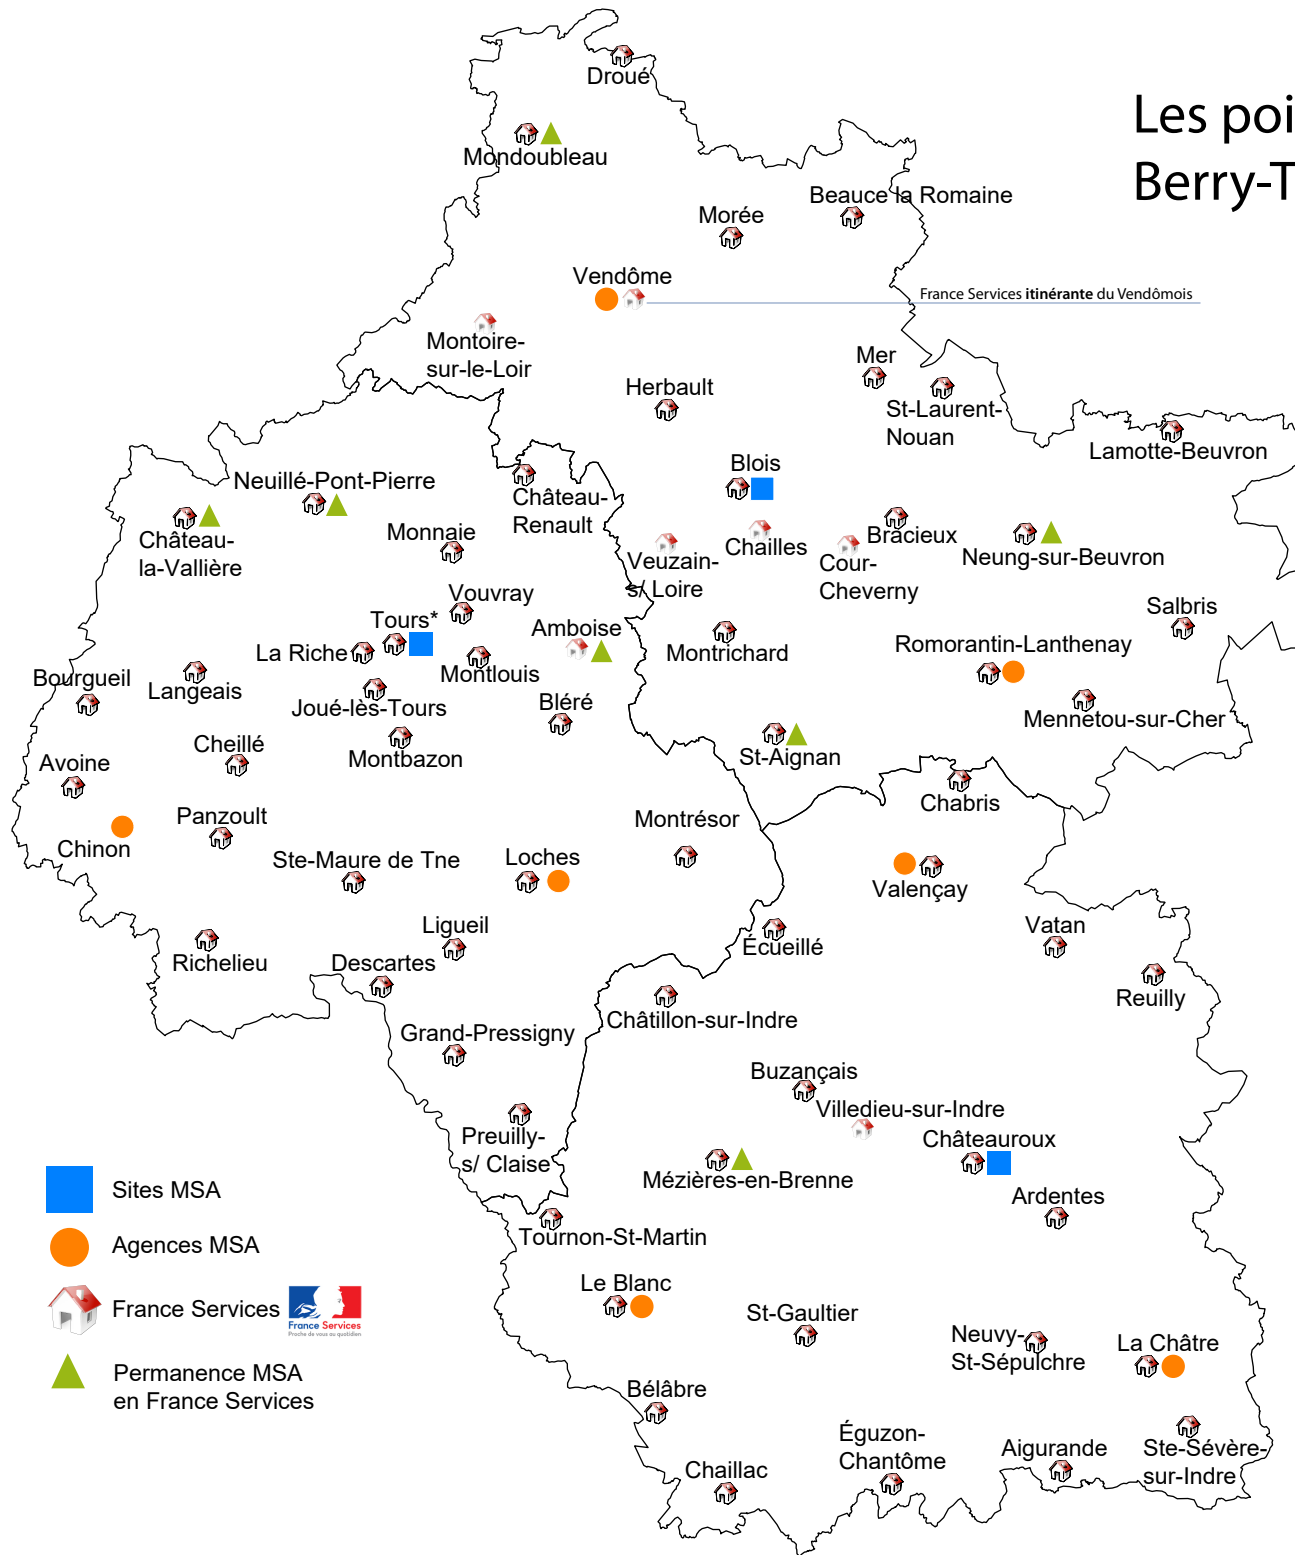 Les poi
Berry-T
Droué
Mondoubleau
Beauce la Romaine
Morée
Vendôme
France Services itinérante du Vendômois
Montoire-
sur-le-Loir
Mer
Herbault
St-Laurent-
Nouan
Lamotte-Beuvron
Blois
Neuillé-Pont-Pierre
Château-
Renault
Château-
la-Vallière
Monnaie
Veuzain-
s/ Loire
Chailles
Cour-
Cheverny
Bracieux
Neung-sur-Beuvron
Vouvray
Salbris
Tours*
Amboise
La Riche
Montlouis
Montrichard
Romorantin-Lanthenay
Bourgueil
Langeais
Joué-lès-Tours
Bléré
Mennetou-sur-Cher
Cheillé
Montbazon
St-Aignan
Avoine
Chabris
Panzoult
Montrésor
Chinon
Ste-Maure de Tne
Loches
Valençay
Ligueil
Vatan
Écueillé
Richelieu
Descartes
Reuilly
Châtillon-sur-Indre
Grand-Pressigny
Buzançais
Villedieu-sur-Indre
Preuilly-
s/ Claise
Châteauroux
Mézières-en-Brenne
Ardentes
Tournon-St-Martin
Le Blanc
St-Gaultier
Neuvy-
St-Sépulchre
La Châtre
Bélâbre
Éguzon-
Chantôme
Aigurande
Ste-Sévère-
sur-Indre
Chaillac
Sites MSA
Agences MSA
France Services
France Services
Proche de vous au quotidien
Permanence MSA
en France Services